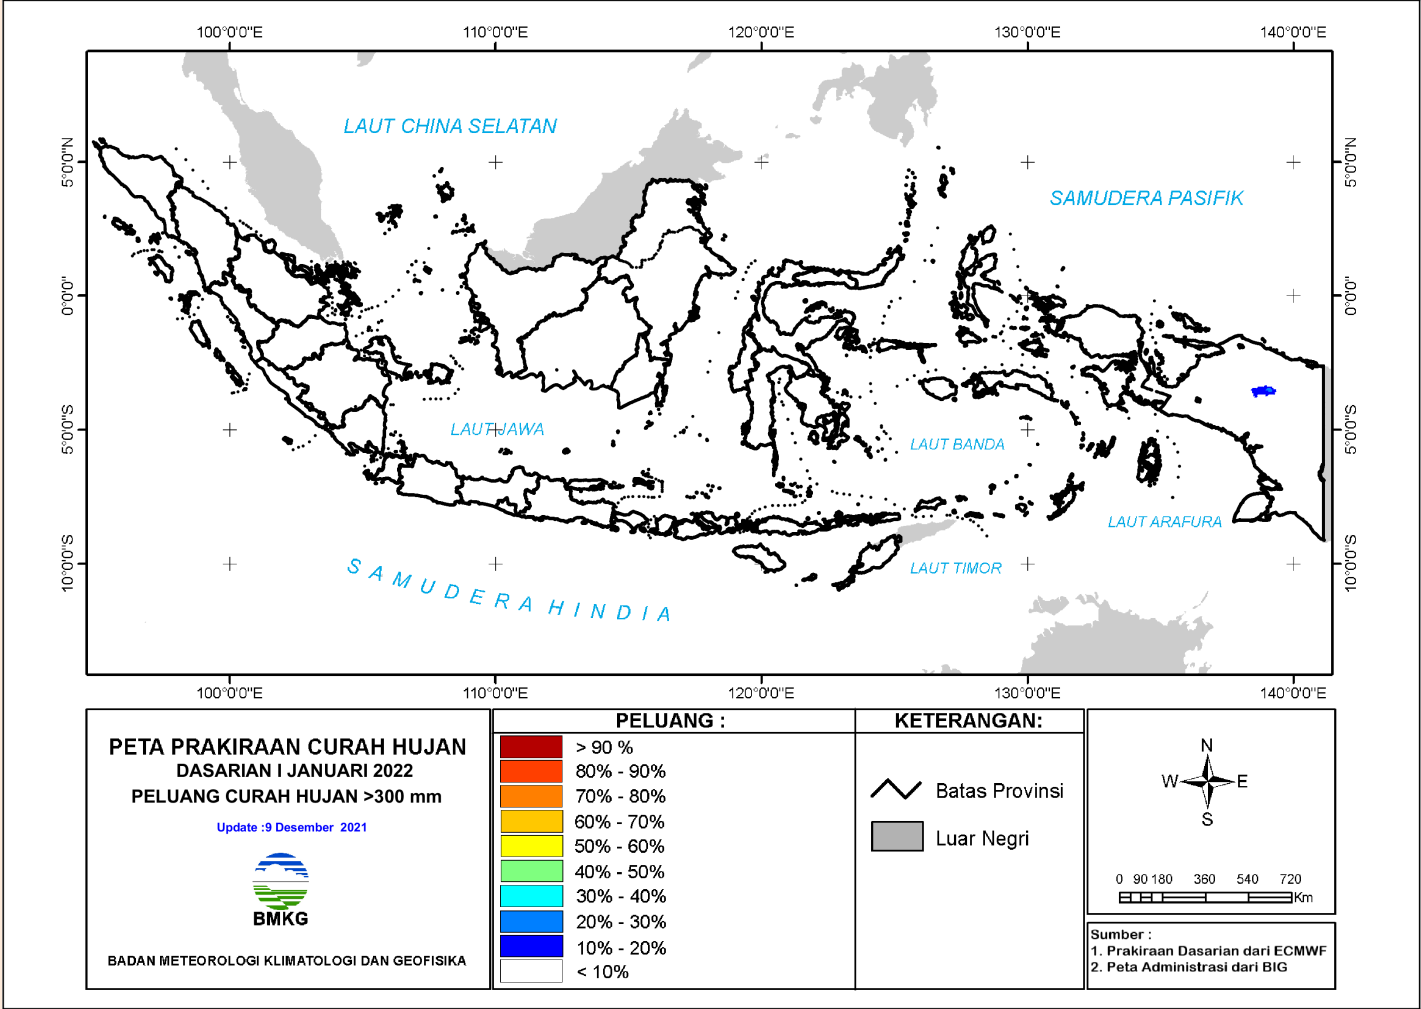 100°0'0"E 110°0'0"E 120°0'0"E 130°0'0"E 140°0'0"E
5°0'0"N 0°0'0" 5°0'0"S 10°0'0"S
LAUT CHINA SELATAN
SAMUDERA PASIFIK
LAUT JAWA
LAUT BANDA
LAUT ARAFURA
LAUT TIMOR
SAMUDERA HINDIA
5°0'0"N 0°0'0" 5°0'0"S 10°0'0"S
100°0'0"E 110°0'0"E 120°0'0"E 130°0'0"E 140°0'0"E
PETA PRAKIRAAN CURAH HUJAN
DASARIAN I JANUARI 2022
PELUANG CURAH HUJAN >300 mm
Update :9 Desember 2021
BMKG
BADAN METEOROLOGI KLIMATOLOGI DAN GEOFISIKA
PELUANG :
> 90 %
80% - 90%
70% - 80%
60% - 70%
50% - 60%
40% - 50%
30% - 40%
20% - 30%
10% - 20%
< 10%
KETERANGAN:
Batas Provinsi
Luar Negri
N
W E
S
0 90 180 360 540 720
Km
Sumber :
1. Prakiraan Dasarian dari ECMWF
2. Peta Administrasi dari BIG